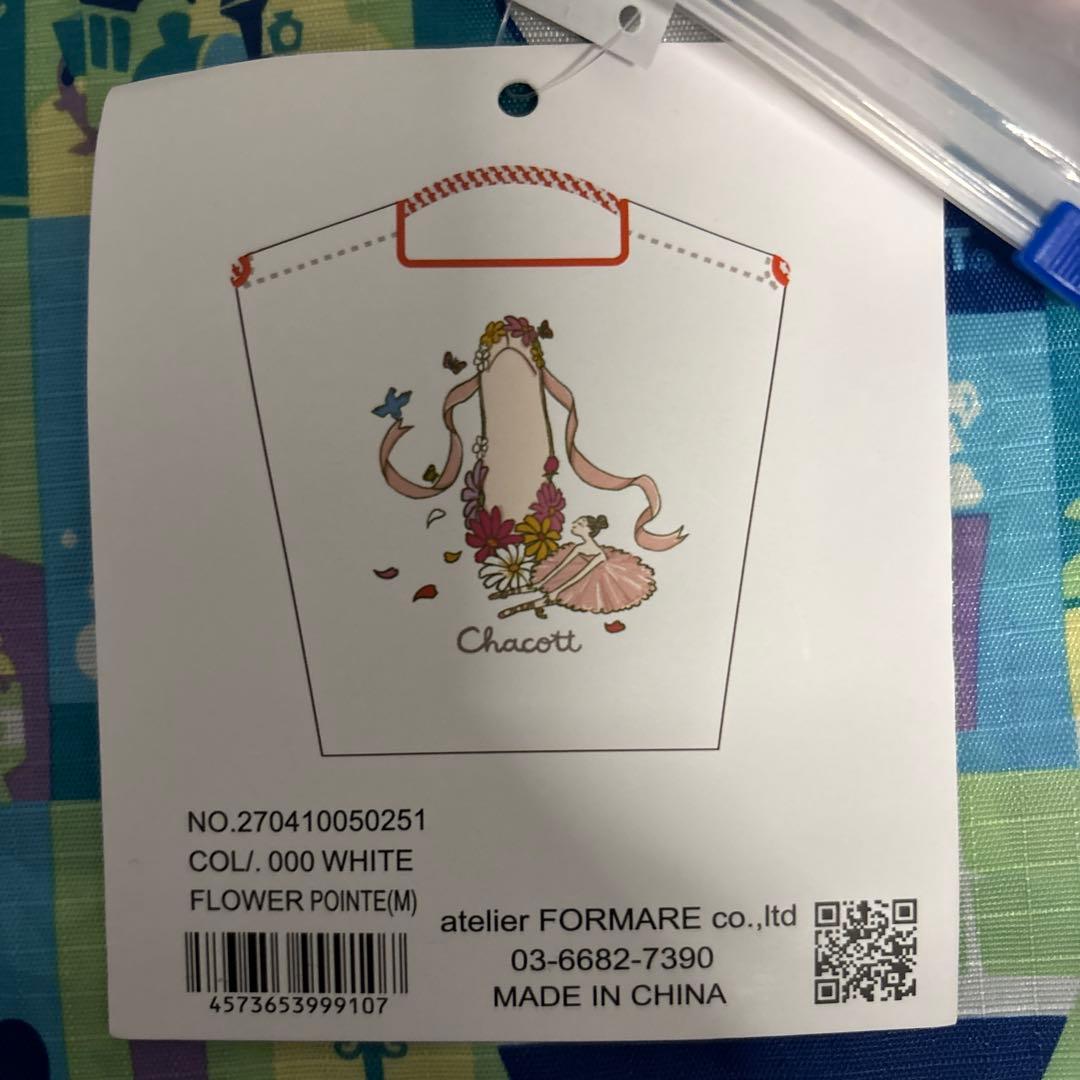 Chacott
NO.270410050251
COL/. 000 WHITE
FLOWER POINTE(M)
4573653999107
atelier FORMARE co.,ltd
03-6682-7390
MADE IN CHINA